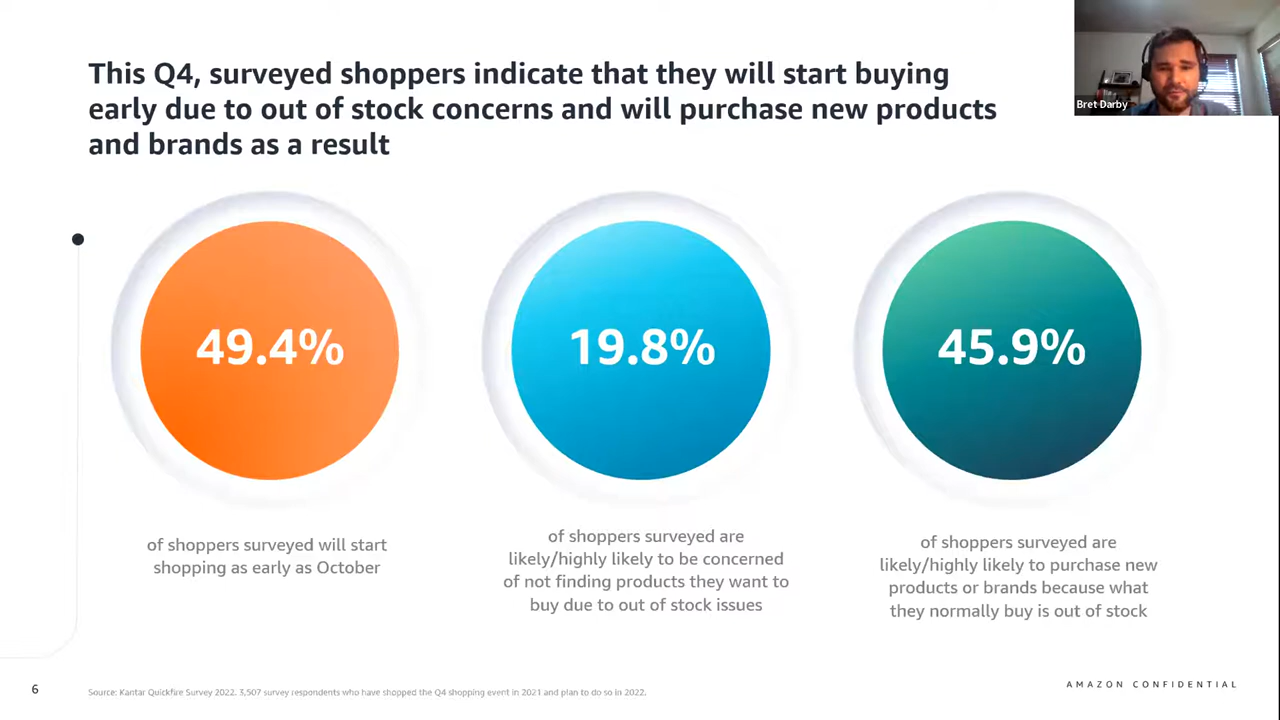 This Q4, surveyed shoppers indicate that they will start buying
early due to out of stock concerns and will purchase new products
and brands as a result
Bret Darby
49.4%
19.8%
45.9%
of shoppers surveyed will start
shopping as early as October
of shoppers surveyed are
likely/highly likely to be concerned
of not finding products they want to
buy due to out of stock issues
of shoppers surveyed are
likely/highly likely to purchase new
products or brands because what
they normally buy is out of stock
6
Source: Kantar Quickfire Survey 2022. 3,507 survey respondents who have shopped the Q4 shopping event in 2021 and plan to do so in 2022.
AMAZON CONFIDENTIAL